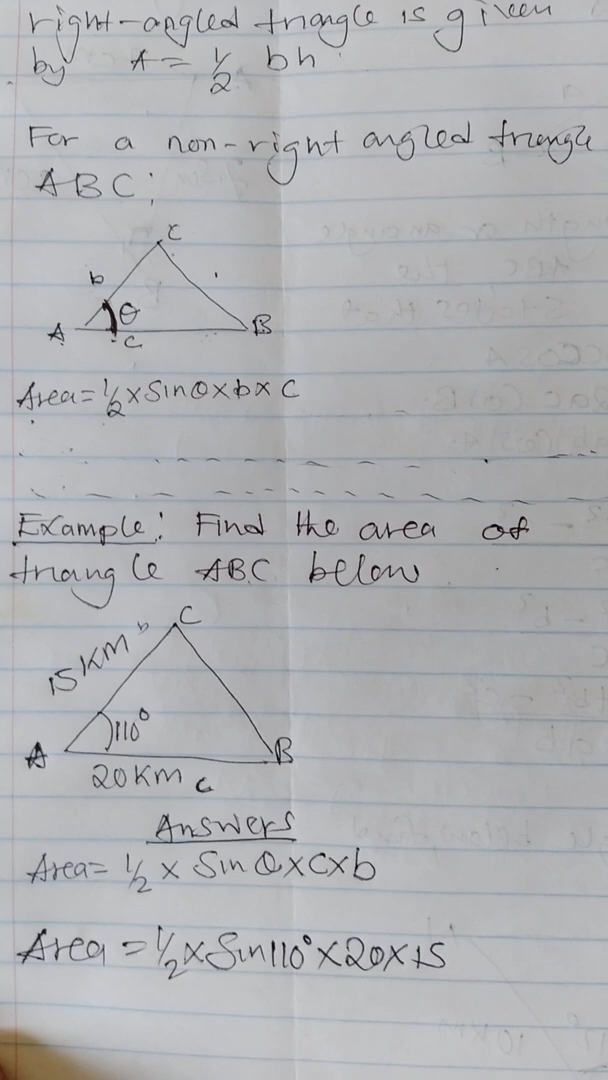 right-angled triangle is given
by A = 1/2 bh
For a non-right angled triangle
ABC;
C
b
θ
A
B
c
Area = 1/2 x Sin θ x b x C
Example: Find the area of
triangle ABC below
C
15KM b
110°
A
B
20KM c
Answers
Area = 1/2 x Sin θ x C x b
Area = 1/2 x Sin 110° x 20 x 15